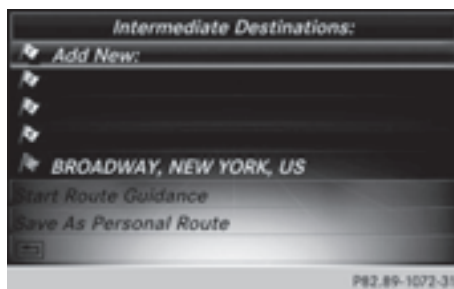 Intermediate Destinations:
Add New:
BROADWAY, NEW YORK, US
Start Route Guidance
Save As Personal Route
P82.89-1072-31